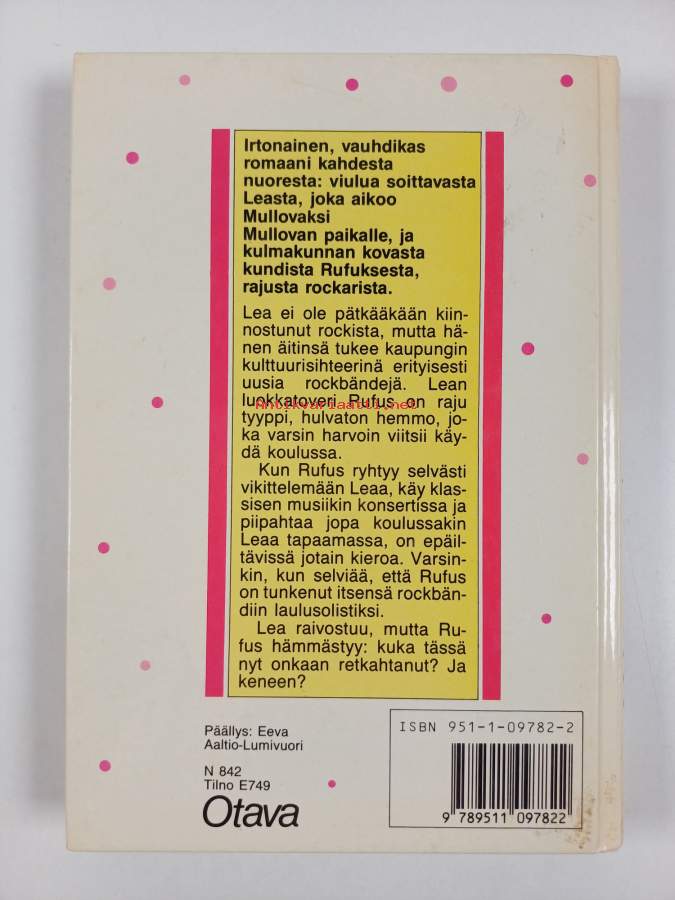 Irtonainen, vauhdikas
romaani kahdesta
nuoresta: viulua soittavasta
Leasta, joka aikoo
Mullovaksi
Mullovan paikalle, ja
kulmakunnan kovasta
kundista Rufuksesta,
rajusta rockarista.
Lea ei ole pätkääkään kiin-
nostunut rockista, mutta hä-
nen äitinsä tukee kaupungin
kulttuurisihteerinä erityisesti
uusia rockbändejä. Lean
luokkatoveri Rufus on raju
Antikvariaatti.net
tyyppi, hulvaton hemmo, jo-
ka varsin harvoin viitsii käy-
dä koulussa.
Kun Rufus ryhtyy selvästi
vikittelemään Leaa, käy klas-
sisen musiikin konsertissa ja
piipahtaa jopa koulussakin
Leaa tapaamassa, on epäil-
tävissä jotain kieroa. Varsin-
kin, kun selviää, että Rufus
on tunkenut itsensä rockbän-
diin laulusolistiksi.
Lea raivostuu, mutta Ru-
fus hämmästyy: kuka tässä
nyt onkaan retkahtanut? Ja
keneen?
Päällys: Eeva
Aaltio-Lumivuori
N 842
Tilno E749
Otava
ISBN 951-1-09782-2
9 789511 097822